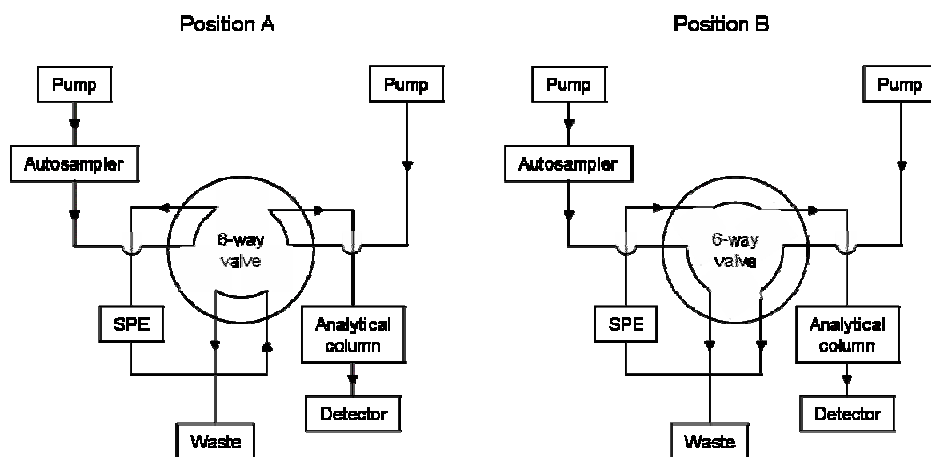 Position A
Position B
Pump
Pump
Pump
Pump
Autosampler
Autosampler
6-way
valve
6-way
valve
SPE
Analytical
column
SPE
Analytical
column
Detector
Detector
Waste
Waste